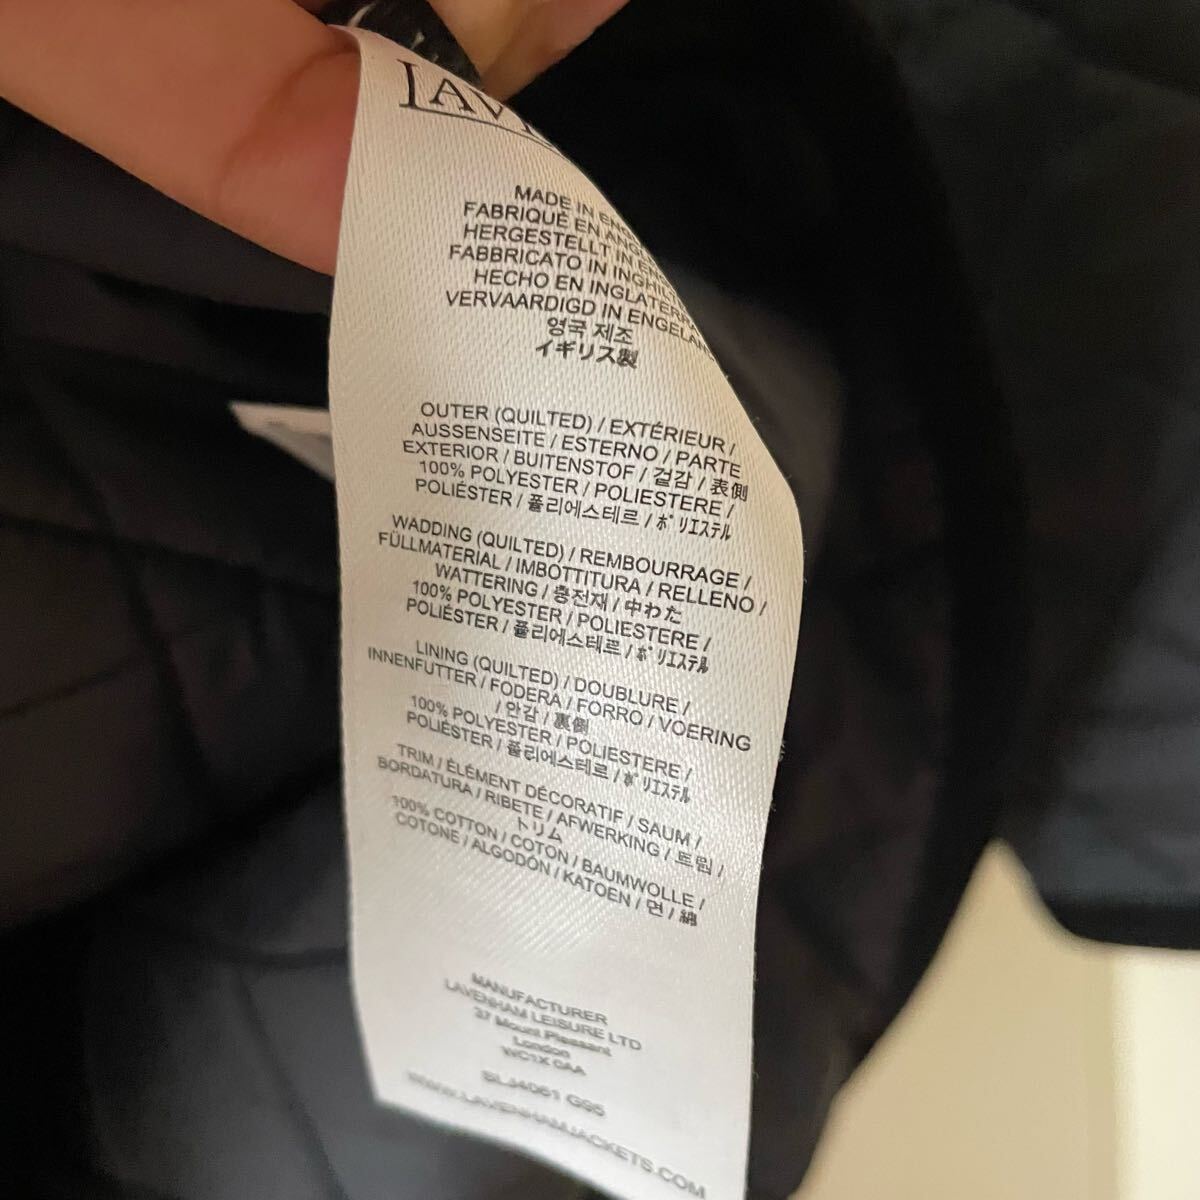 MADE IN
FABRIQUÉ EN
HERGESTELLT IN
FABBRICATO IN
HECHO EN
VERVAARDIGD IN
영국 제조
イギリス製
OUTER (QUILTED) / EXTÉRIEUR /
AUSSENSEITE / ESTERNO / PARTE
EXTERIOR / BUITENSTOF / 겉감 / 表側
100% POLYESTER / POLIESTERE /
POLIÉSTER / 폴리에스테르 / ポリエステル
WADDING (QUILTED) / REMBOURRAGE /
FÜLLMATERIAL / IMBOTTITURA / RELLENO /
WATTERING / 충전재 / 中わた
100% POLYESTER / POLIESTERE /
POLIÉSTER / 폴리에스테르 / ポリエステル
LINING (QUILTED) / DOUBLURE /
INNENFUTTER / FODERA / FORRO / VOERING
/ 안감 / 裏側
100% POLYESTER / POLIESTERE /
POLIÉSTER / 폴리에스테르 / ポリエステル
TRIM / ÉLÉMENT DÉCORATIF / SAUM /
BORDATURA / RIBETE / AFWERKING / 트림 /
トリム
100% COTTON / COTON / BAUMWOLLE /
COTONE / ALGODÓN / KATOEN / 면 / 綿
MANUFACTURER
LAVENHAM LEISURE LTD
37 Mount Pleasant
London
WC1X 0AA
SLJ4061 G95
WWW.LAVENHAMJACKETS.COM